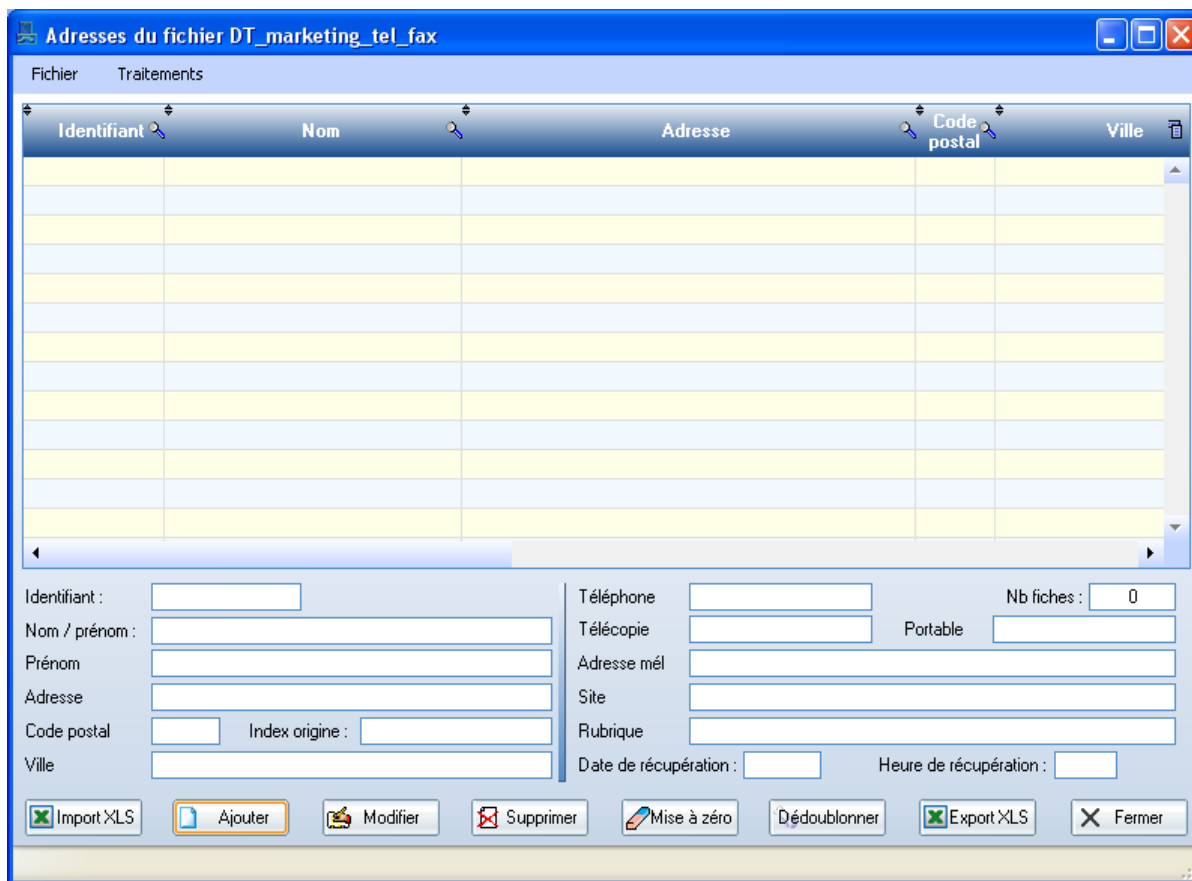 Adresses du fichier DT_marketing_tel_fax
Fichier Traitements
Identifiant Nom Adresse Code postal Ville
Identifiant : Téléphone Nb fiches : 0
Nom / prénom : Télécopie Portable
Prénom Adresse mél
Adresse Site
Code postal Index origine : Rubrique
Ville Date de récupération : Heure de récupération :
Import XLS Ajouter Modifier Supprimer Mise à zéro Dédoublonner Export XLS Fermer